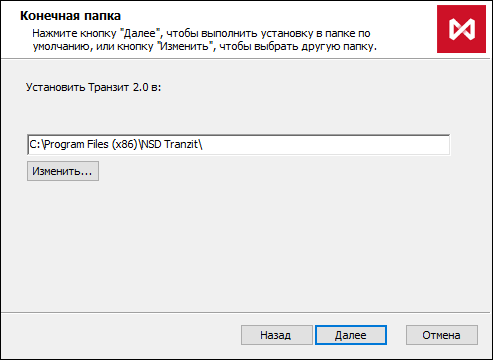 Конечная папка
Нажмите кнопку "Далее", чтобы выполнить установку в папке по
умолчанию, или кнопку "Изменить", чтобы выбрать другую папку.
Установить Транзит 2.0 в:
C:\Program Files (x86)\NSD Tranzit\
Изменить...
Назад
Далее
Отмена